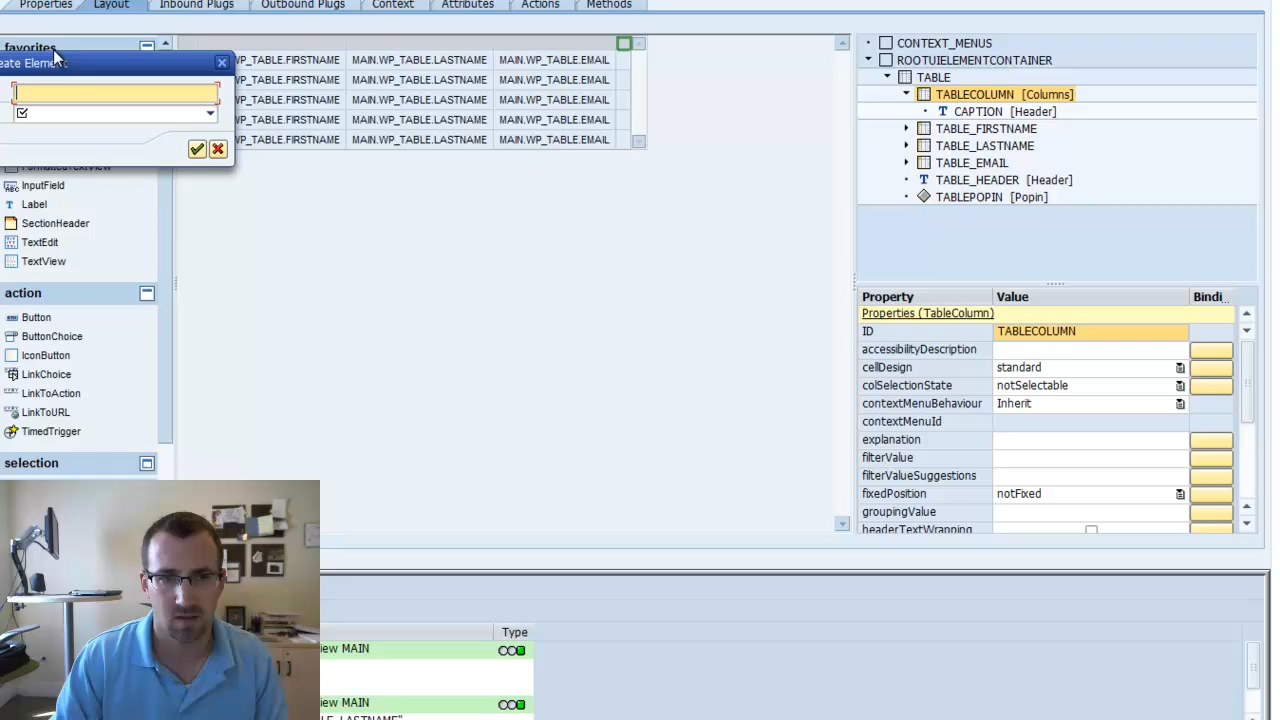 Properties Layout Inbound Plugs Outbound Plugs Context Attributes Actions Methods
favorites
eate Elemen
InputField
Label
SectionHeader
TextEdit
TextView
action
Button
ButtonChoice
IconButton
LinkChoice
LinkToAction
LinkToURL
TimedTrigger
selection
WP_TABLE.FIRSTNAME MAIN.WP_TABLE.LASTNAME MAIN.WP_TABLE.EMAIL
WP_TABLE.FIRSTNAME MAIN.WP_TABLE.LASTNAME MAIN.WP_TABLE.EMAIL
WP_TABLE.FIRSTNAME MAIN.WP_TABLE.LASTNAME MAIN.WP_TABLE.EMAIL
WP_TABLE.FIRSTNAME MAIN.WP_TABLE.LASTNAME MAIN.WP_TABLE.EMAIL
WP_TABLE.FIRSTNAME MAIN.WP_TABLE.LASTNAME MAIN.WP_TABLE.EMAIL
CONTEXT_MENUS
ROOTUIELEMENTCONTAINER
TABLE
TABLECOLUMN [Columns]
CAPTION [Header]
TABLE_FIRSTNAME
TABLE_LASTNAME
TABLE_EMAIL
TABLE_HEADER [Header]
TABLEPOPIN [Popin]
Property Value Bindi...
Properties (TableColumn)
ID TABLECOLUMN
accessibilityDescription
cellDesign standard
colSelectionState notSelectable
contextMenuBehaviour Inherit
contextMenuId
explanation
filterValue
filterValueSuggestions
fixedPosition notFixed
groupingValue
headerTextWrapping
Type
iew MAIN
iew MAIN
LE_LASTNAME"